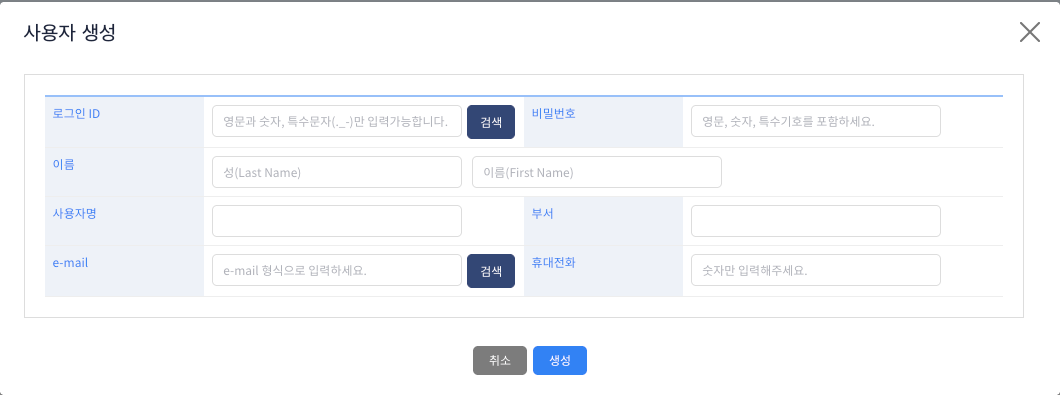 사용자 생성
로그인 ID 영문과 숫자, 특수문자(._-)만 입력가능합니다. 검색 비밀번호 영문, 숫자, 특수기호를 포함하세요.
이름 성(Last Name) 이름(First Name)
사용자명 부서
e-mail e-mail 형식으로 입력하세요. 검색 휴대전화 숫자만 입력해주세요.
취소 생성